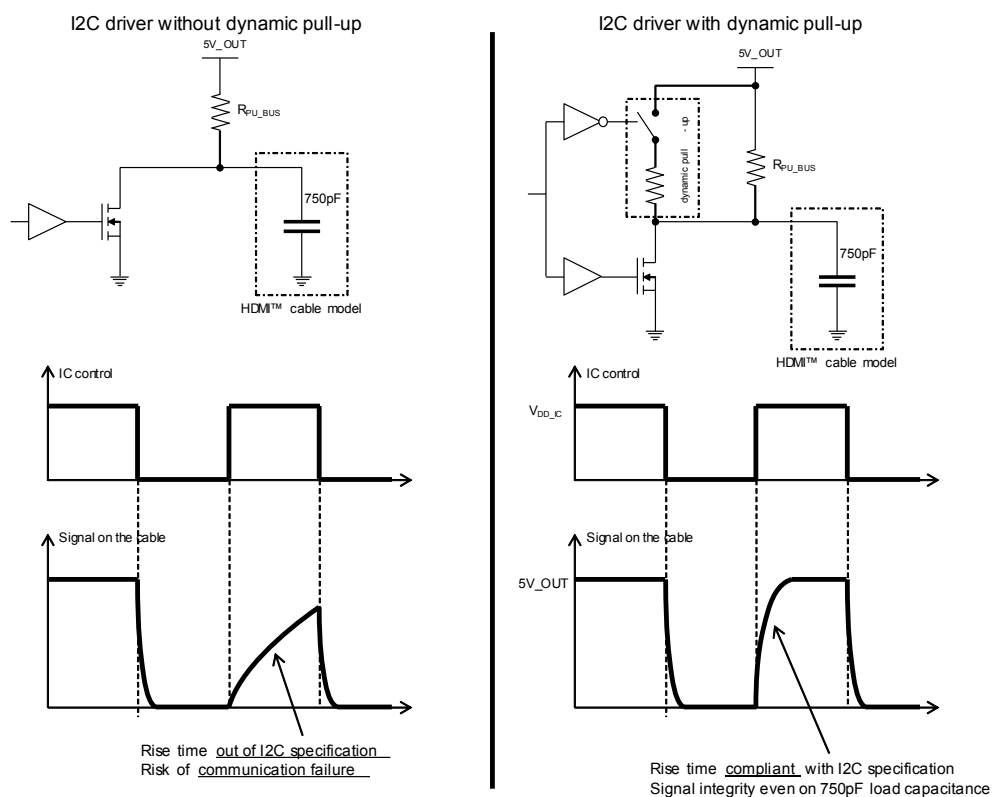 I2C driver without dynamic pull-up
5V_OUT
RPU_BUS
750pF
HDMI™ cable model
IC control
Signal on the cable
Rise time out of I2C specification
Risk of communication failure
I2C driver with dynamic pull-up
5V_OUT
dynamic pull - up
RPU_BUS
750pF
HDMI™ cable model
IC control
VDD_IC
Signal on the cable
5V_OUT
Rise time compliant with I2C specification
Signal integrity even on 750pF load capacitance